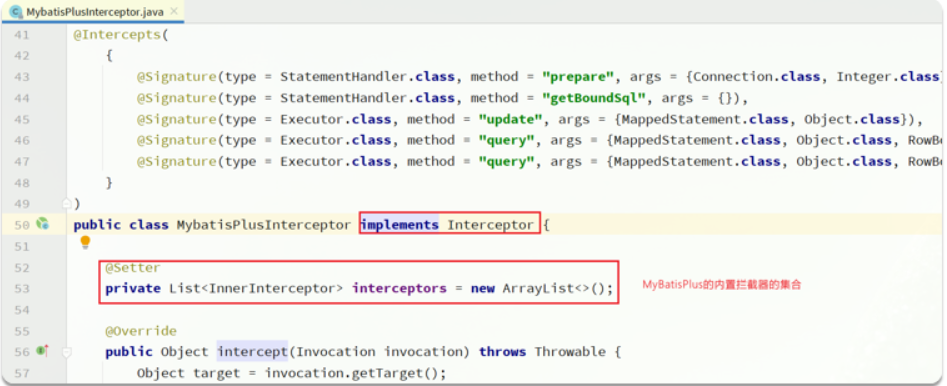 MybatisPlusInterceptor.java ×
41 @Intercepts(
42 {
43 @Signature(type = StatementHandler.class, method = "prepare", args = {Connection.class, Integer.class
44 @Signature(type = StatementHandler.class, method = "getBoundSql", args = {}),
45 @Signature(type = Executor.class, method = "update", args = {MappedStatement.class, Object.class}),
46 @Signature(type = Executor.class, method = "query", args = {MappedStatement.class, Object.class, RowBo
47 @Signature(type = Executor.class, method = "query", args = {MappedStatement.class, Object.class, RowBo
48 }
49 )
50 public class MybatisPlusInterceptor implements Interceptor {
51
52 @Setter
53 private List<InnerInterceptor> interceptors = new ArrayList<>(); MyBatisPlus的内置拦截器的集合
54
55 @Override
56 public Object intercept(Invocation invocation) throws Throwable {
57 Object target = invocation.getTarget();